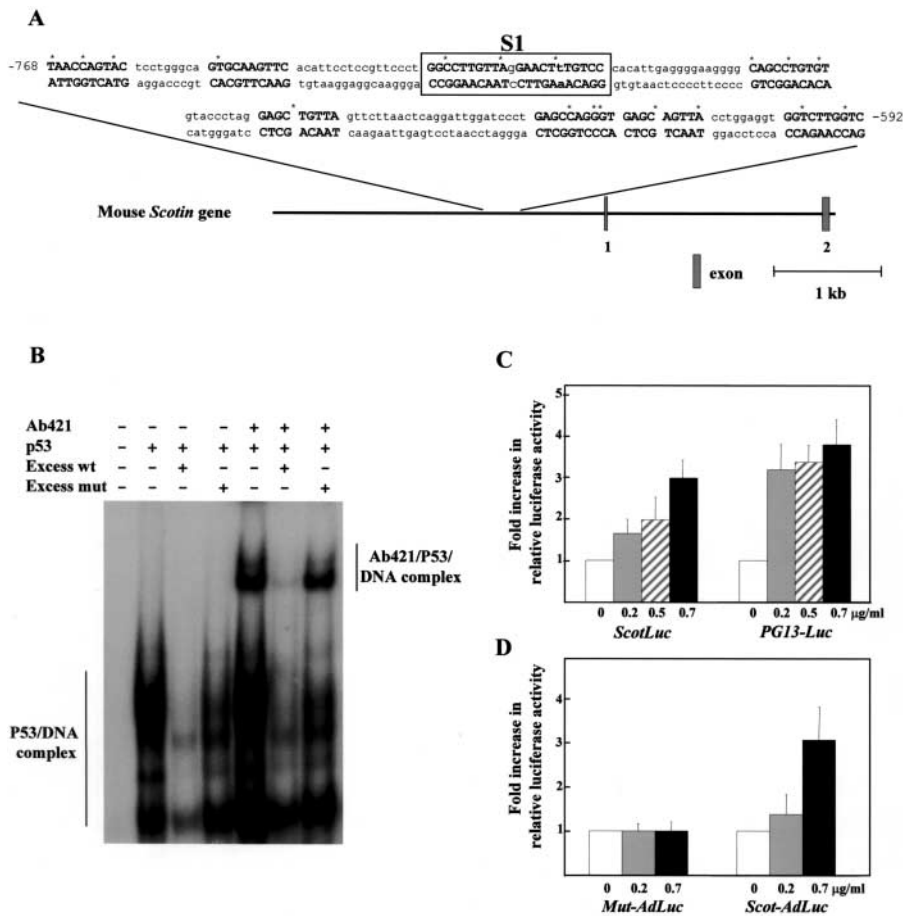 A
S1
-768 TAACCAGTAC tcctgggca GTGCAAGTTC acattcctccgttccct GGCCTTGTTAgGAACTtTGTCC cacattgaggggaagggg CAGCCTGTGT
ATTGGTCATG aggacccgt CACGTTCAAG tgtaaggaggcaaggga CCGGAACAATcCTTGAaACAGG gtgtaactccccttcccc GTCGGACACA
gtaccctag GAGC TGTTA gttcttaactcaggattggatccct GAGCCAGGGT GAGC AGTTA cctggaggt GGTCTTGGTC -592
catgggatc CTCG ACAAT caagaattgagtcctaacctaggga CTCGGTCCCA CTCG TCAAT ggacctcca CCAGAACCAG
Mouse Scotin gene
1 2
exon
1 kb
B
Ab421 - - - - + + +
p53 - + + + + + +
Excess wt - - + - - + -
Excess mut - - - + - - +
Ab421/P53/
DNA complex
P53/DNA
complex
C
Fold increase in
relative luciferase activity
5
4
3
2
1
0 0.2 0.5 0.7 0 0.2 0.5 0.7 µg/ml
ScotLuc PG13-Luc
D
Fold increase in
relative luciferase activity
4
3
2
1
0 0.2 0.7 0 0.2 0.7 µg/ml
Mut-AdLuc Scot-AdLuc